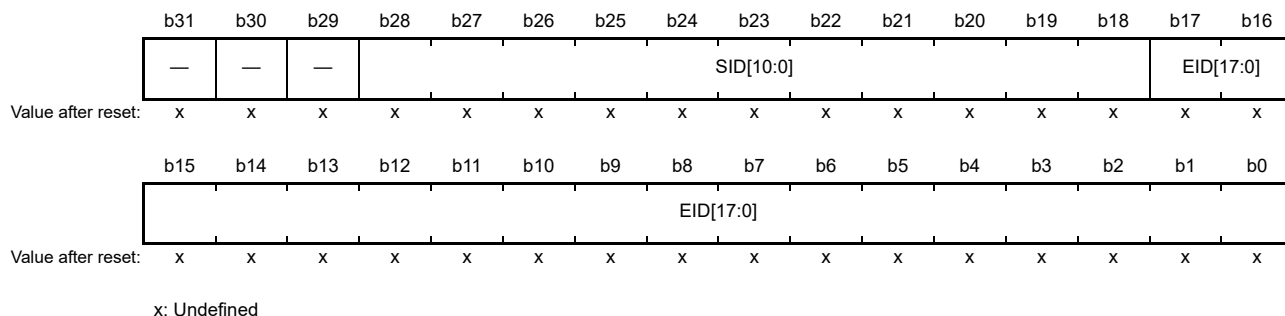 b31 b30 b29 b28 b27 b26 b25 b24 b23 b22 b21 b20 b19 b18 b17 b16
— — — SID[10:0] EID[17:0]
Value after reset: x x x x x x x x x x x x x x x x
b15 b14 b13 b12 b11 b10 b9 b8 b7 b6 b5 b4 b3 b2 b1 b0
EID[17:0]
Value after reset: x x x x x x x x x x x x x x x x
x: Undefined